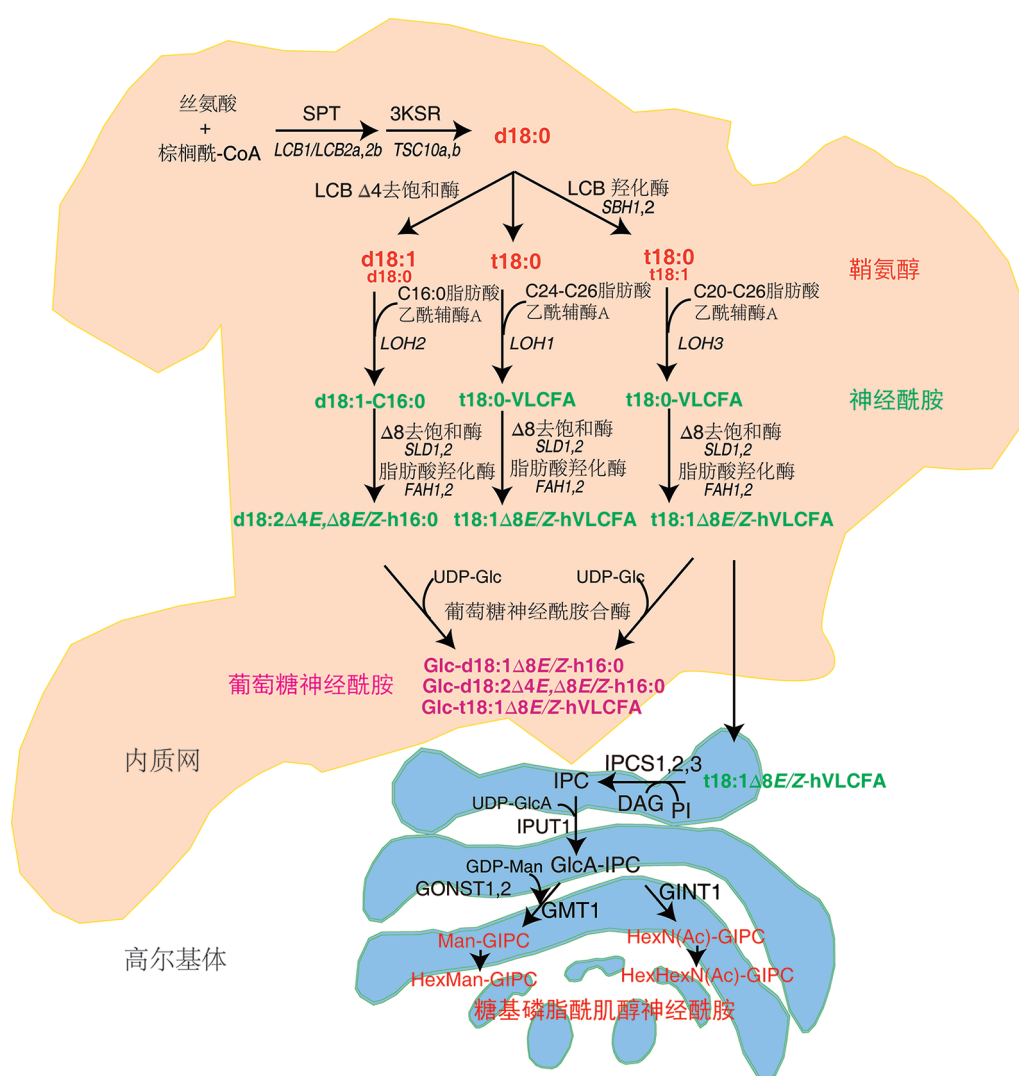 丝氨酸
+
棕榈酰-CoA
SPT
LCB1/LCB2a,2b
3KSR
TSC10a,b
d18:0
LCB Δ4去饱和酶
LCB 羟化酶
SBH1,2
d18:1
d18:0
t18:0
t18:0
t18:1
鞘氨醇
C16:0脂肪酸
乙酰辅酶A
LOH2
C24-C26脂肪酸
乙酰辅酶A
LOH1
C20-C26脂肪酸
乙酰辅酶A
LOH3
d18:1-C16:0
t18:0-VLCFA
t18:0-VLCFA
神经酰胺
Δ8去饱和酶
SLD1,2
脂肪酸羟化酶
FAH1,2
Δ8去饱和酶
SLD1,2
脂肪酸羟化酶
FAH1,2
Δ8去饱和酶
SLD1,2
脂肪酸羟化酶
FAH1,2
d18:2Δ4E,Δ8E/Z-h16:0
t18:1Δ8E/Z-hVLCFA
t18:1Δ8E/Z-hVLCFA
UDP-Glc
UDP-Glc
葡萄糖神经酰胺合酶
葡萄糖神经酰胺
Glc-d18:1Δ8E/Z-h16:0
Glc-d18:2Δ4E,Δ8E/Z-h16:0
Glc-t18:1Δ8E/Z-hVLCFA
内质网
IPC
IPCS1,2,3
DAG
PI
t18:1Δ8E/Z-hVLCFA
UDP-GlcA
IPUT1
GDP-Man
GlcA-IPC
GONST1,2
GMT1
GINT1
高尔基体
Man-GIPC
HexN(Ac)-GIPC
HexMan-GIPC
HexHexN(Ac)-GIPC
糖基磷脂酰肌醇神经酰胺